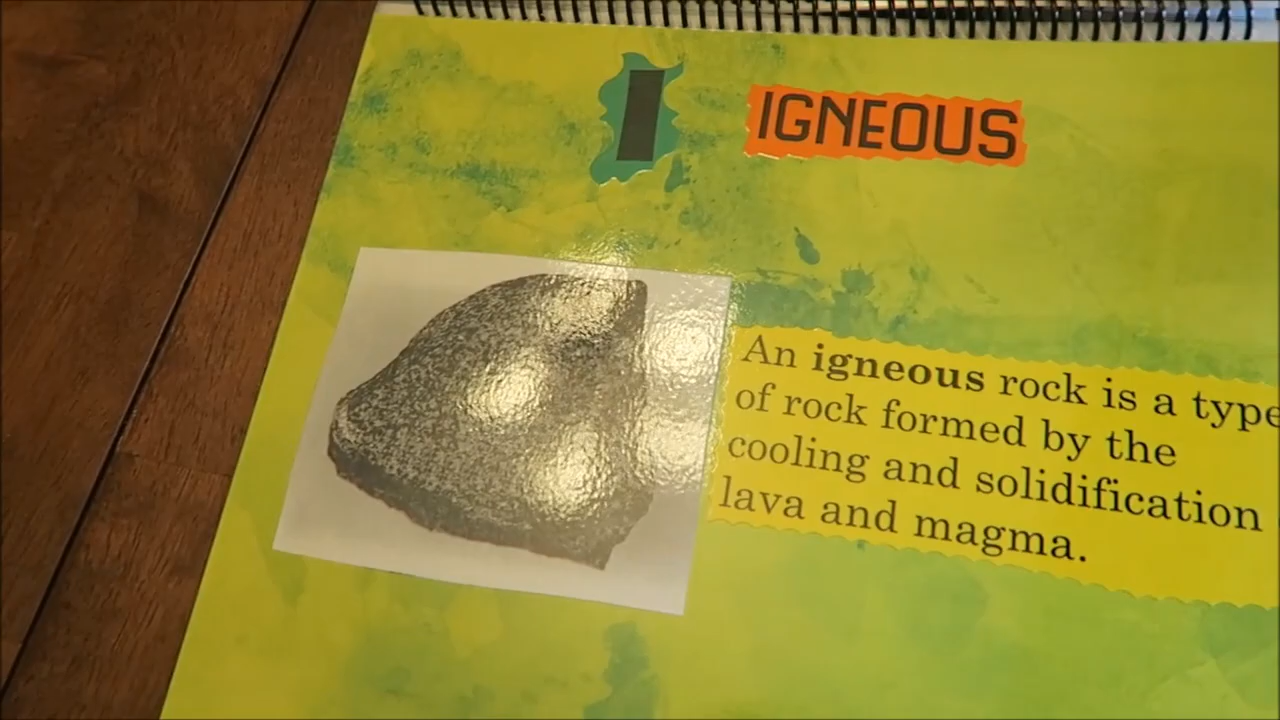 I
IGNEOUS
An igneous rock is a type
of rock formed by the
cooling and solidification
lava and magma.